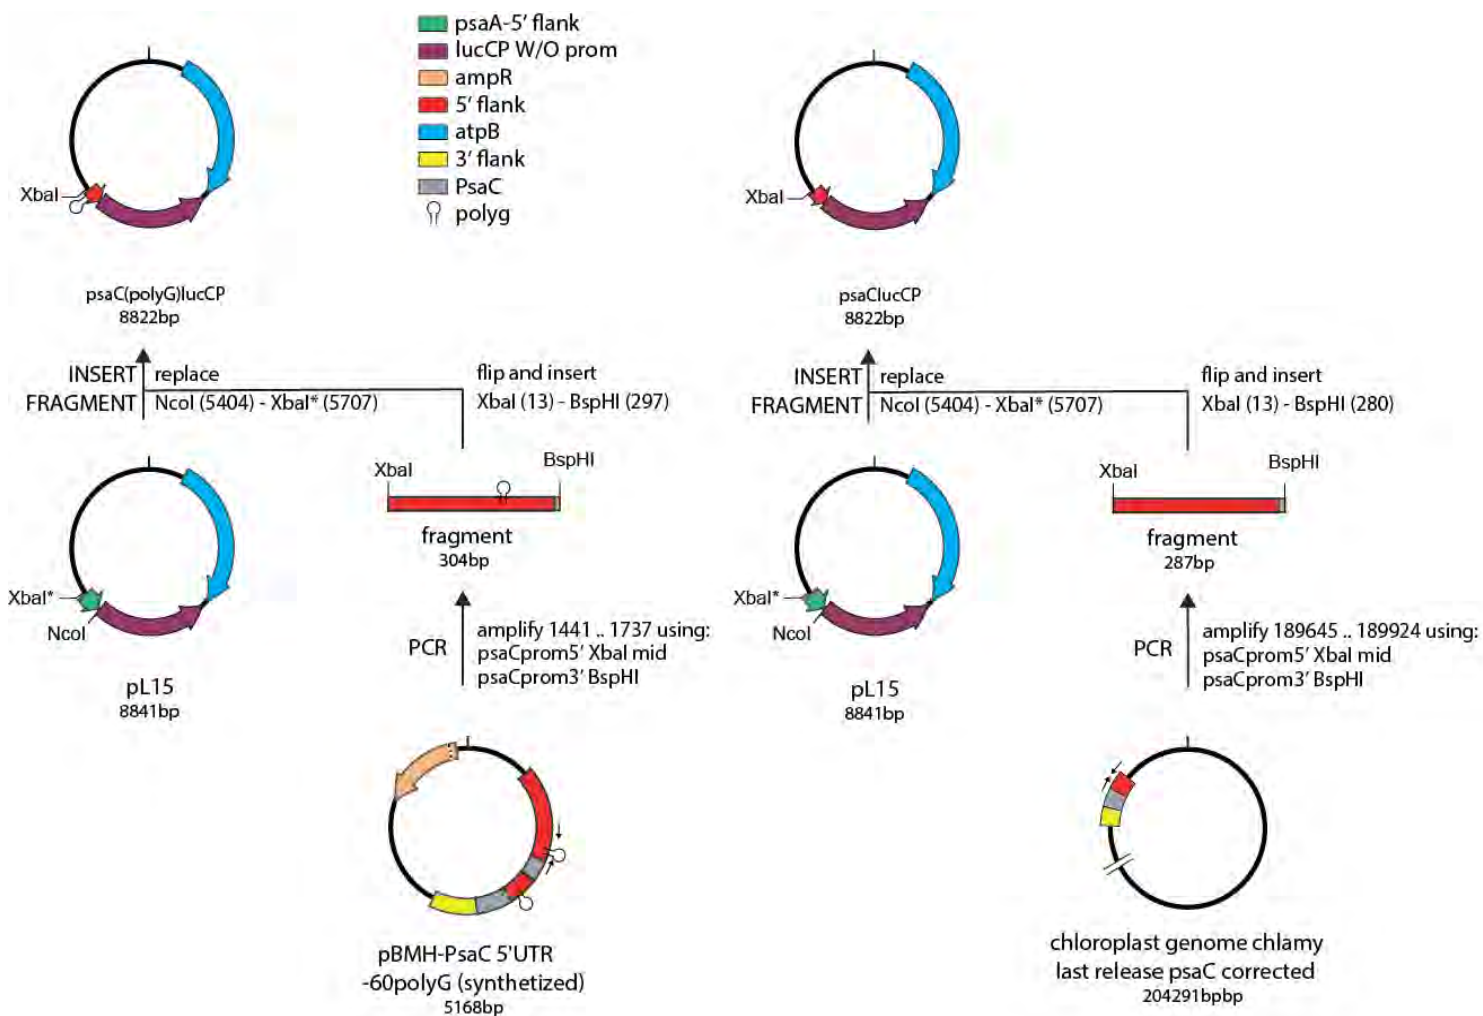 psaA-5' flank
lucCP W/O prom
ampR
5' flank
atpB
3' flank
PsaC
polyg
XbaI
psaC(polyG)lucCP
8822bp
INSERT
FRAGMENT
replace
NcoI (5404) - XbaI* (5707)
flip and insert
XbaI (13) - BspHI (297)
XbaI
BspHI
fragment
304bp
XbaI*
NcoI
pL15
8841bp
PCR
amplify 1441 .. 1737 using:
psaCprom5' XbaI mid
psaCprom3' BspHI
pBMH-PsaC 5'UTR
-60polyG (synthetized)
5168bp
XbaI
psaClucCP
8822bp
INSERT
FRAGMENT
replace
NcoI (5404) - XbaI* (5707)
flip and insert
XbaI (13) - BspHI (280)
XbaI
BspHI
fragment
287bp
XbaI*
NcoI
pL15
8841bp
PCR
amplify 189645 .. 189924 using:
psaCprom5' XbaI mid
psaCprom3' BspHI
chloroplast genome chlamy
last release psaC corrected
204291bpbp